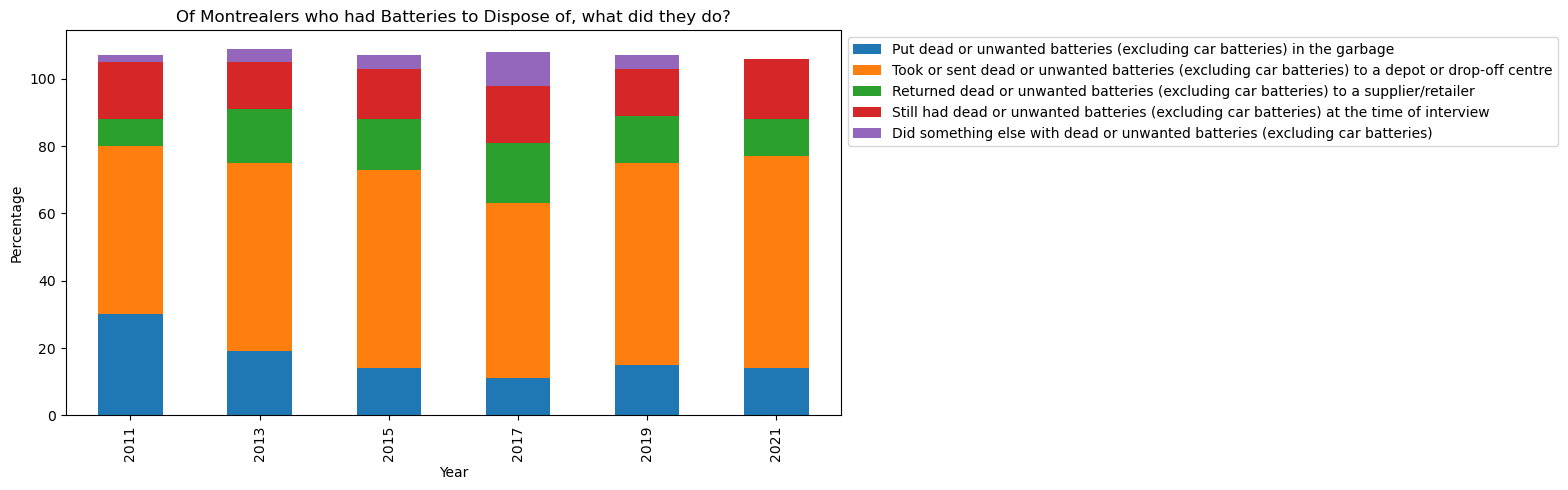 Of Montrealers who had Batteries to Dispose of, what did they do?
Put dead or unwanted batteries (excluding car batteries) in the garbage
Took or sent dead or unwanted batteries (excluding car batteries) to a depot or drop-off centre
Returned dead or unwanted batteries (excluding car batteries) to a supplier/retailer
Still had dead or unwanted batteries (excluding car batteries) at the time of interview
Did something else with dead or unwanted batteries (excluding car batteries)
Percentage
100
80
60
40
20
0
2011
2013
2015
2017
2019
2021
Year